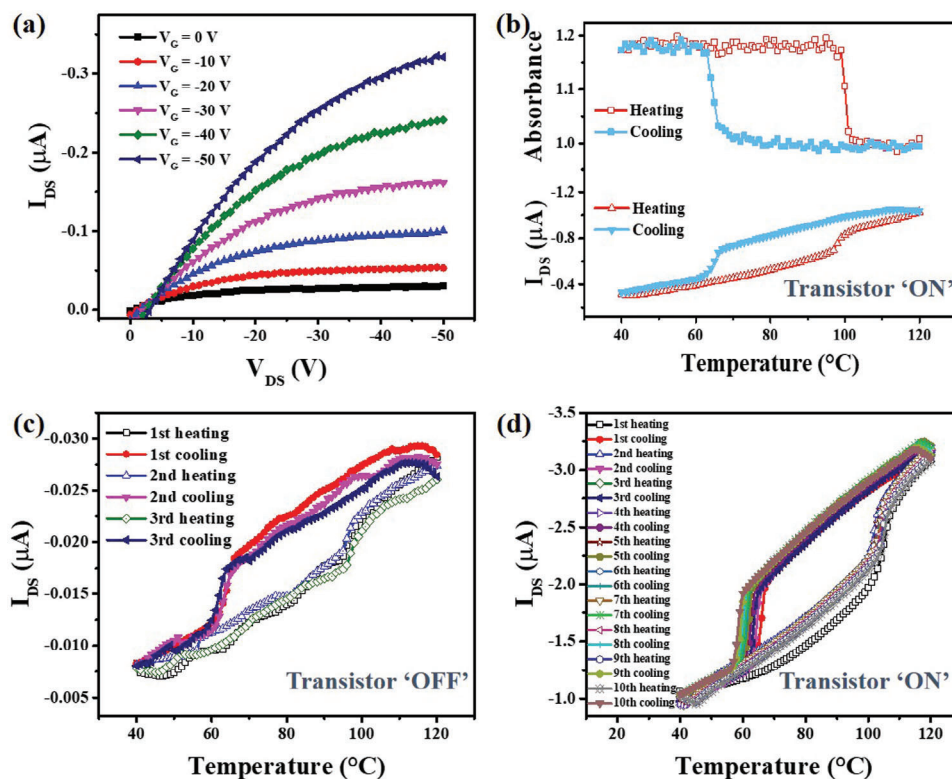 (a)
V_G = 0 V
V_G = -10 V
V_G = -20 V
V_G = -30 V
V_G = -40 V
V_G = -50 V
-0.3
-0.2
-0.1
0.0
I_DS (μA)
0
-10
-20
-30
-40
-50
V_DS (V)
(b)
1.2
1.1
1.0
Absorbance
Heating
Cooling
-1.2
-0.8
-0.4
I_DS (μA)
Heating
Cooling
Transistor ‘ON’
40
60
80
100
120
Temperature (°C)
(c)
-0.030
-0.025
-0.020
-0.015
-0.010
-0.005
I_DS (μA)
1st heating
1st cooling
2nd heating
2nd cooling
3rd heating
3rd cooling
Transistor ‘OFF’
40
60
80
100
120
Temperature (°C)
(d)
-3.5
-3.0
-2.5
-2.0
-1.5
-1.0
I_DS (μA)
1st heating
1st cooling
2nd heating
2nd cooling
3rd heating
3rd cooling
4th heating
4th cooling
5th heating
5th cooling
6th heating
6th cooling
7th heating
7th cooling
8th heating
8th cooling
9th heating
9th cooling
10th heating
10th cooling
Transistor ‘ON’
40
60
80
100
120
Temperature (°C)